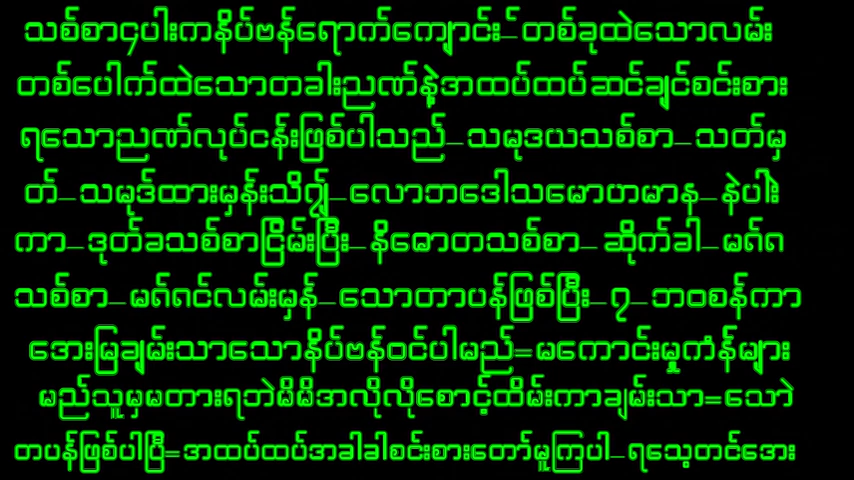 သစ်စာ၄ပါးကနိပ်ဗန်ရောက်ကျောင်း–်တစ်ခုထဲသောလမ်း
တစ်ပေါက်ထဲသောတခါးညဏ်နဲ့အထပ်ထပ်ဆင်ချင်စင်းစား
ရသောညဏ်လုပ်ငန်းဖြစ်ပါသည်–သမုဒယသစ်စာ–သတ်မှ
တ်–သမုဒ်ထားမှန်းသိ၍–လောဘဒေါသမောဟမာန–နဲပါး
ကာ–ဒုတ်ခသစ်စာငြိမ်းပြီး–နိဓောတသစ်စာ–ဆိုက်ခါ–မဂ်ဂ
သစ်စာ–မဂ်ဂင်လမ်းမှန်–သောတာပန်ဖြစ်ပြီး–၇–ဘဝစန်ကာ
အေးမြချမ်းသာသောနိပ်ဗန်ဝင်ပါမည်=မကောင်းမှုကံန်များ
မည်သူမှမတားရဘဲမိမိအလိုလိုစောင့်ထိမ်းကာချမ်းသာ=သော
တပန်ဖြစ်ပါပြီ=အထပ်ထပ်အခါခါစင်းစားတော်မူကြပါ–ရသေ့တင်အေး